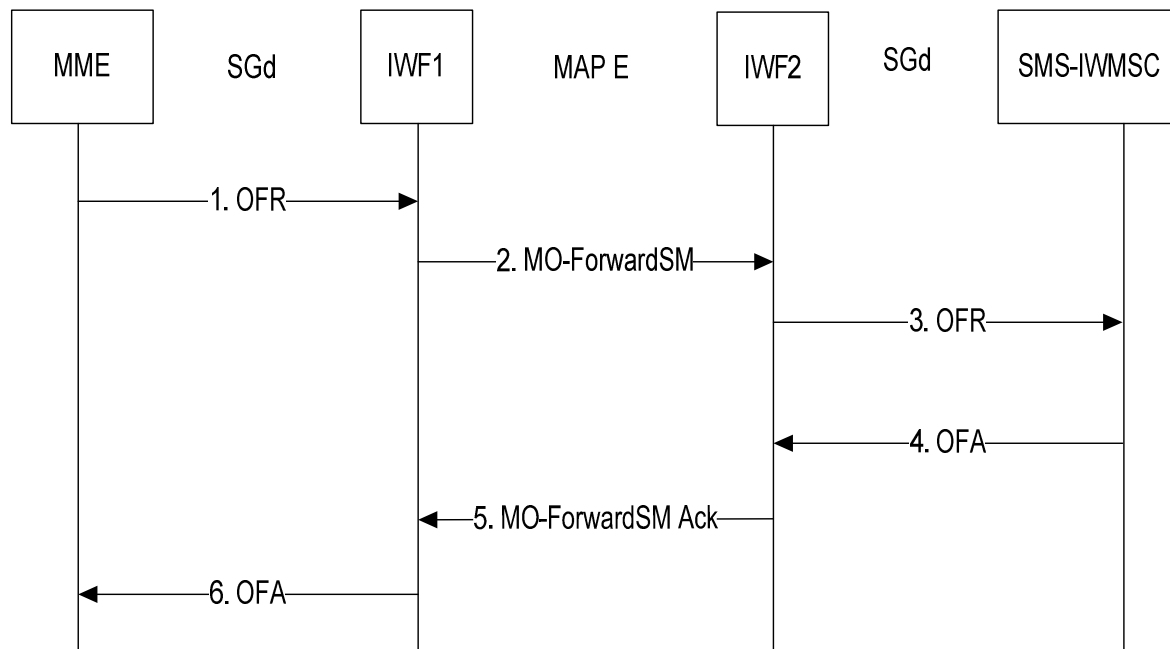 MME
SGd
IWF1
MAP E
IWF2
SGd
SMS-IWMSC
1. OFR
2. MO-ForwardSM
3. OFR
4. OFA
5. MO-ForwardSM Ack
6. OFA